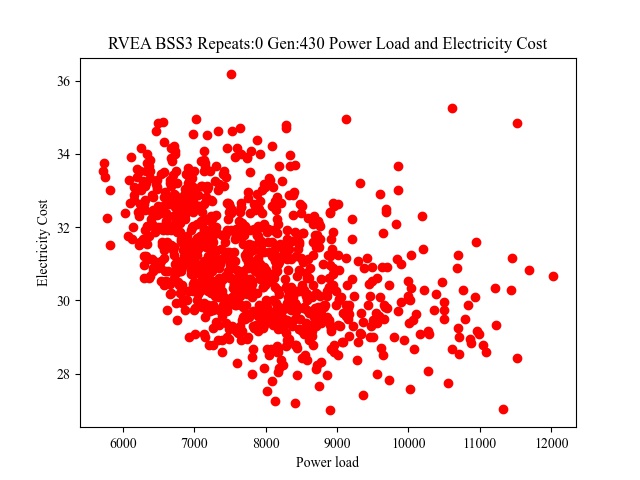 RVEA BSS3 Repeats:0 Gen:430 Power Load and Electricity Cost
36
34
32
30
28
Electricity Cost
6000 7000 8000 9000 10000 11000 12000
Power load